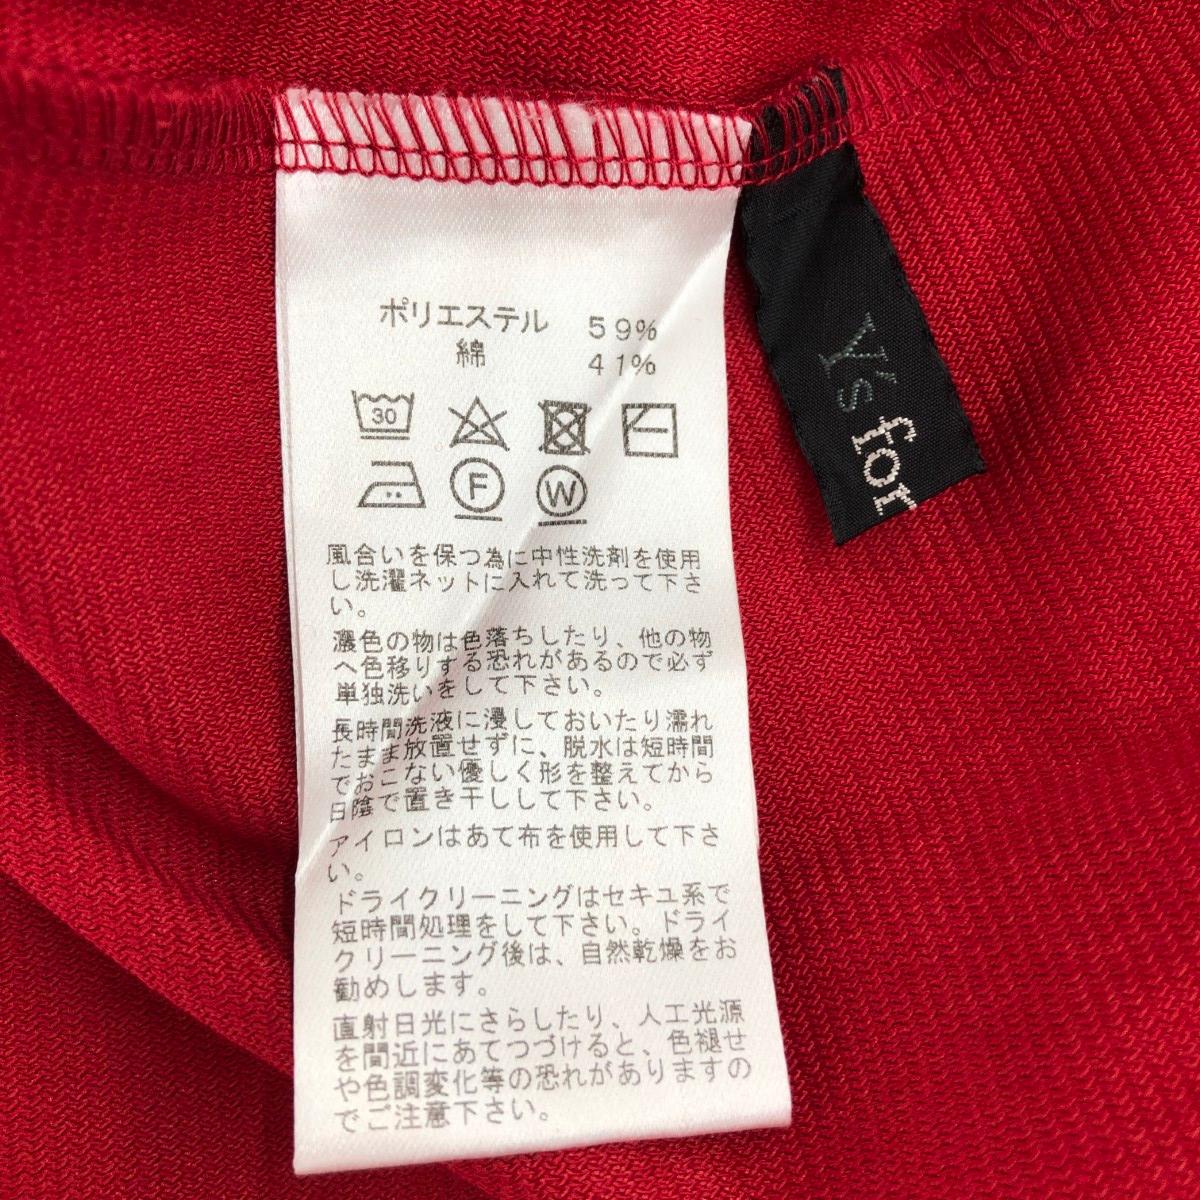 ポリエステル 59%
綿 41%
30
F
W
風合いを保つ為に中性洗剤を使用
し洗濯ネットに入れて洗って下さ
い。
濃色の物は色落ちしたり、他の物
へ色移りする恐れがあるので必ず
単独洗いをして下さい。
長時間洗液に浸しておいたり濡れ
たまま放置せずに、脱水は短時間
でおこない優しく形を整えてから
日陰で置き干しして下さい。
アイロンはあて布を使用して下さ
い。
ドライクリーニングはセキユ系で
短時間処理をして下さい。ドライ
クリーニング後は、自然乾燥をお
勧めします。
直射日光にさらしたり、人工光源
を間近にあてつづけると、色褪せ
や色調変化等の恐れがありますの
でご注意下さい。
Y's for